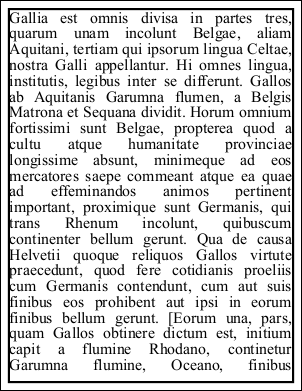 Gallia est omnis divisa in partes tres,
quarum unam incolunt Belgae, aliam
Aquitani, tertiam qui ipsorum lingua Celtae,
nostra Galli appellantur. Hi omnes lingua,
institutis, legibus inter se differunt. Gallos
ab Aquitanis Garumna flumen, a Belgis
Matrona et Sequana dividit. Horum omnium
fortissimi sunt Belgae, propterea quod a
cultu atque humanitate provinciae
longissime absunt, minimeque ad eos
mercatores saepe commeant atque ea quae
ad effeminandos animos pertinent
important, proximique sunt Germanis, qui
trans Rhenum incolunt, quibuscum
continenter bellum gerunt. Qua de causa
Helvetii quoque reliquos Gallos virtute
praecedunt, quod fere cotidianis proeliis
cum Germanis contendunt, cum aut suis
finibus eos prohibent aut ipsi in eorum
finibus bellum gerunt. [Eorum una, pars,
quam Gallos obtinere dictum est, initium
capit a flumine Rhodano, continetur
Garumna flumine, Oceano, finibus